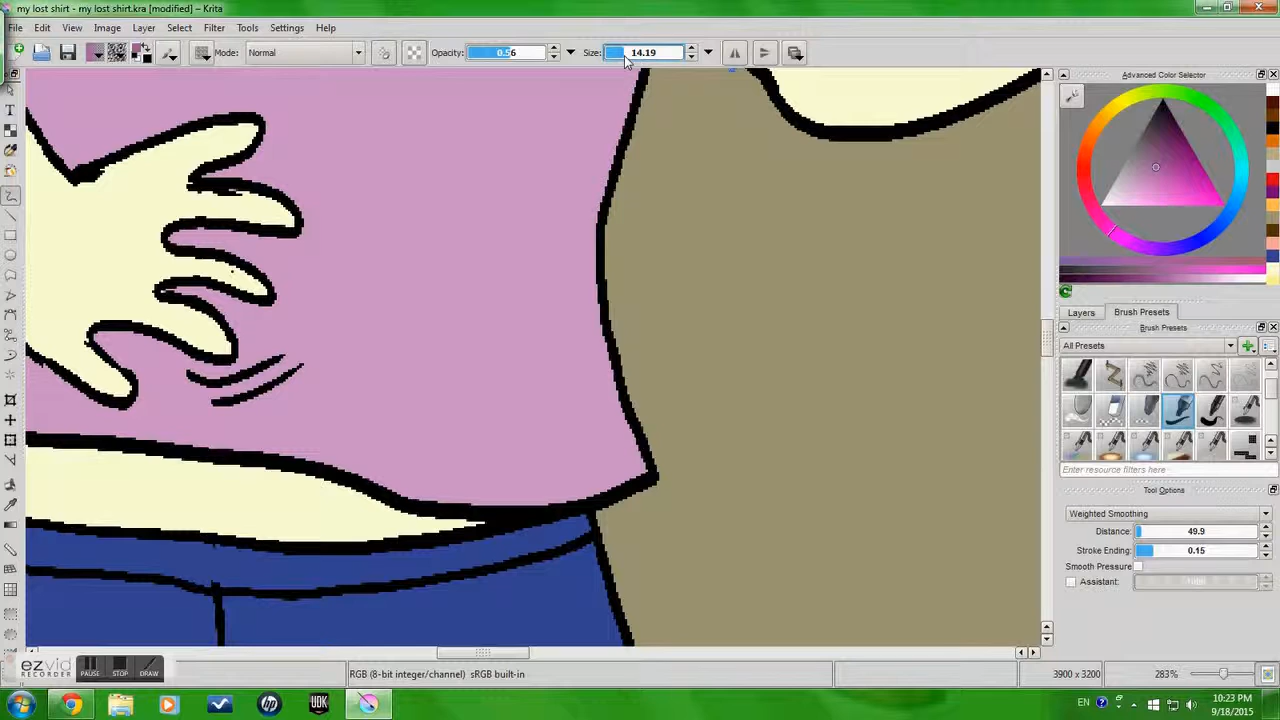 my lost shirt - my lost shirt.kra [modified] – Krita
File Edit View Image Layer Select Filter Tools Settings Help
Mode: Normal Opacity: 0.56 Size: 14.19
Advanced Color Selector
Layers Brush Presets
Brush Presets
All Presets
Enter resource filters here
Tool Options
Weighted Smoothing
Distance: 49.9
Stroke Ending: 0.15
Smooth Pressure
Assistant:
ezvid
RECORDER
PAUSE STOP DRAW
RGB (8-bit integer/channel) sRGB built-in
3900 x 3200 283%
hp UDK
EN 10:23 PM
9/18/2015